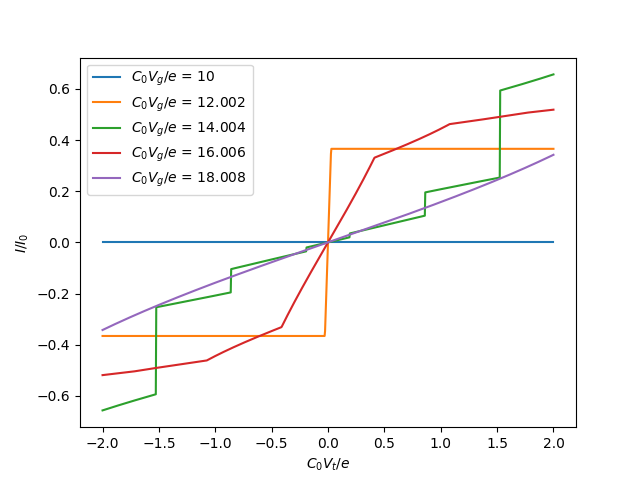 C₀V_g/e = 10
C₀V_g/e = 12.002
C₀V_g/e = 14.004
C₀V_g/e = 16.006
C₀V_g/e = 18.008
0.6
0.4
0.2
0.0
−0.2
−0.4
−0.6
I/I₀
−2.0 −1.5 −1.0 −0.5 0.0 0.5 1.0 1.5 2.0
C₀V_t/e